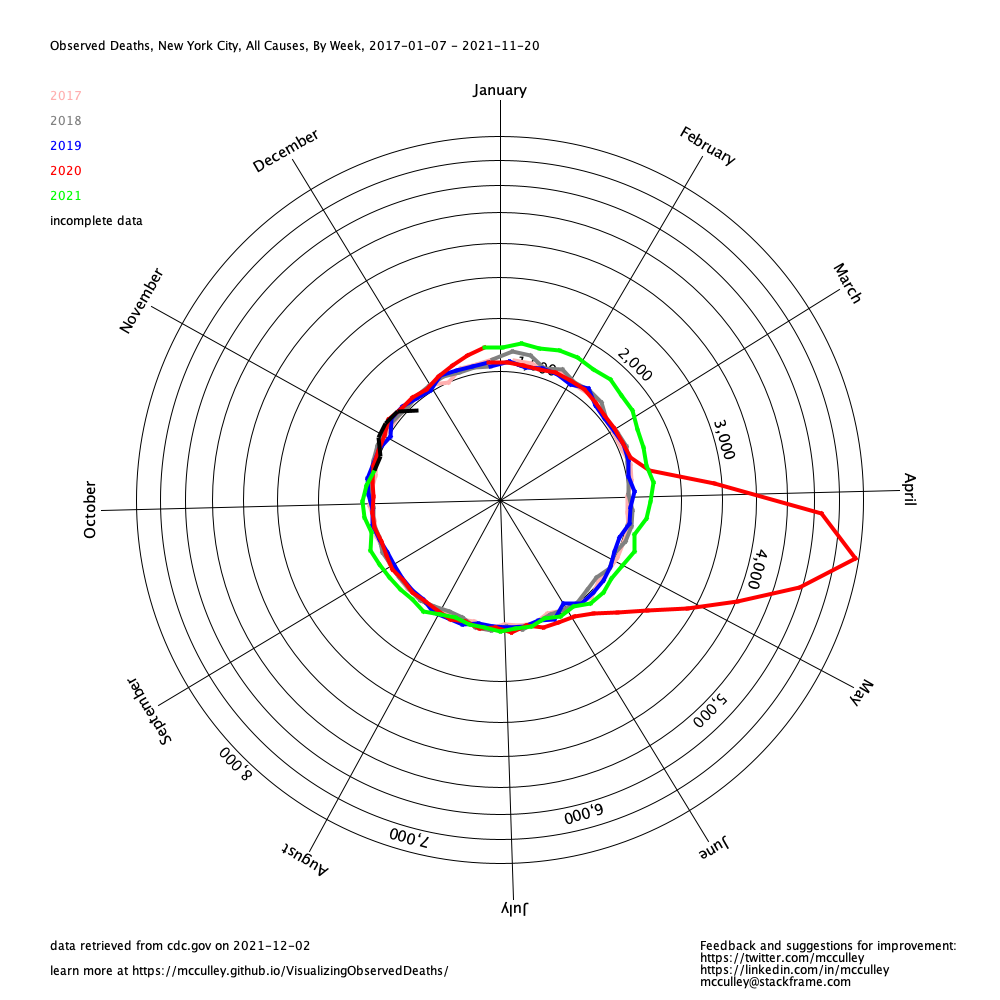 Observed Deaths, New York City, All Causes, By Week, 2017-01-07 - 2021-11-20
2017
2018
2019
2020
2021
incomplete data
January
February
March
April
May
June
July
August
September
October
November
December
1,000
2,000
3,000
4,000
5,000
6,000
7,000
8,000
data retrieved from cdc.gov on 2021-12-02
learn more at https://mcculley.github.io/VisualizingObservedDeaths/
Feedback and suggestions for improvement:
https://twitter.com/mcculley
https://linkedin.com/in/mcculley
mcculley@stackframe.com